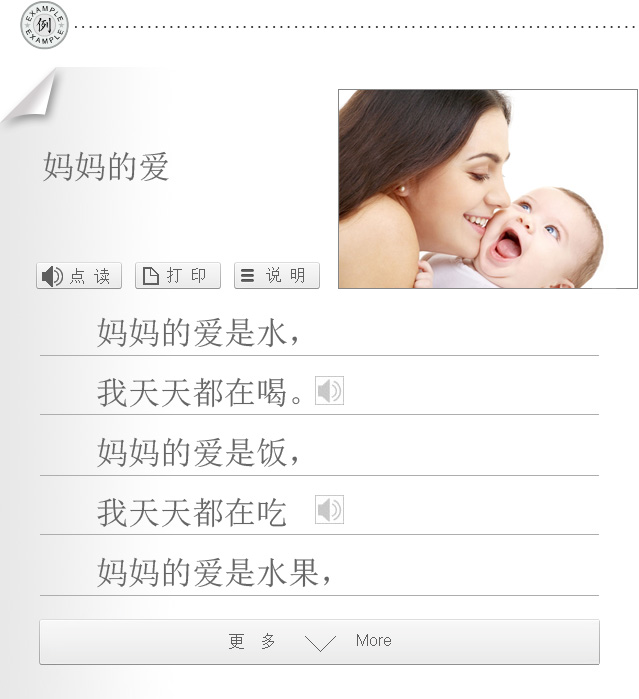 EXAMPLE
例
EXAMPLE
妈妈的爱
点读
打印
说明
妈妈的爱是水，
我天天都在喝。
妈妈的爱是饭，
我天天都在吃
妈妈的爱是水果，
更多 More